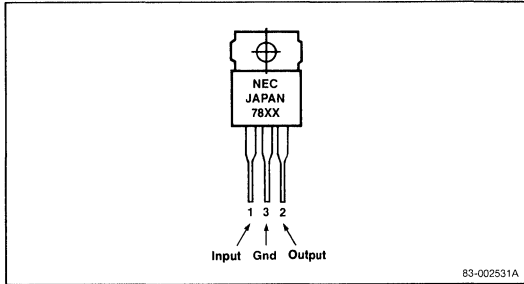 NEC
JAPAN
78XX
1 3 2
Input Gnd Output
83-002531A